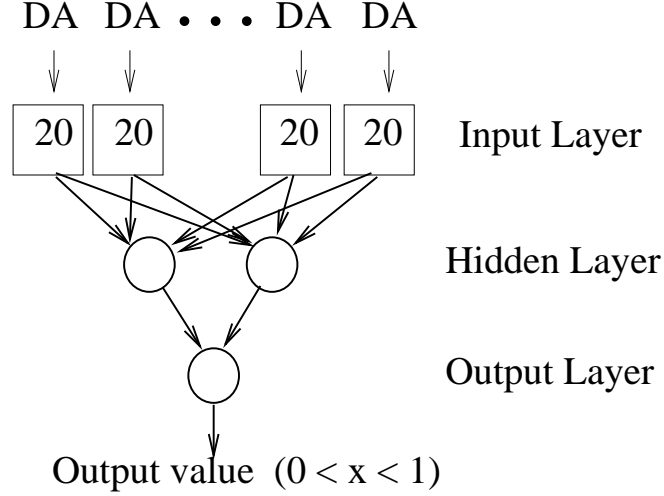 DA DA • • • DA DA
20 20 20 20 Input Layer
Hidden Layer
Output Layer
Output value (0 < x < 1)